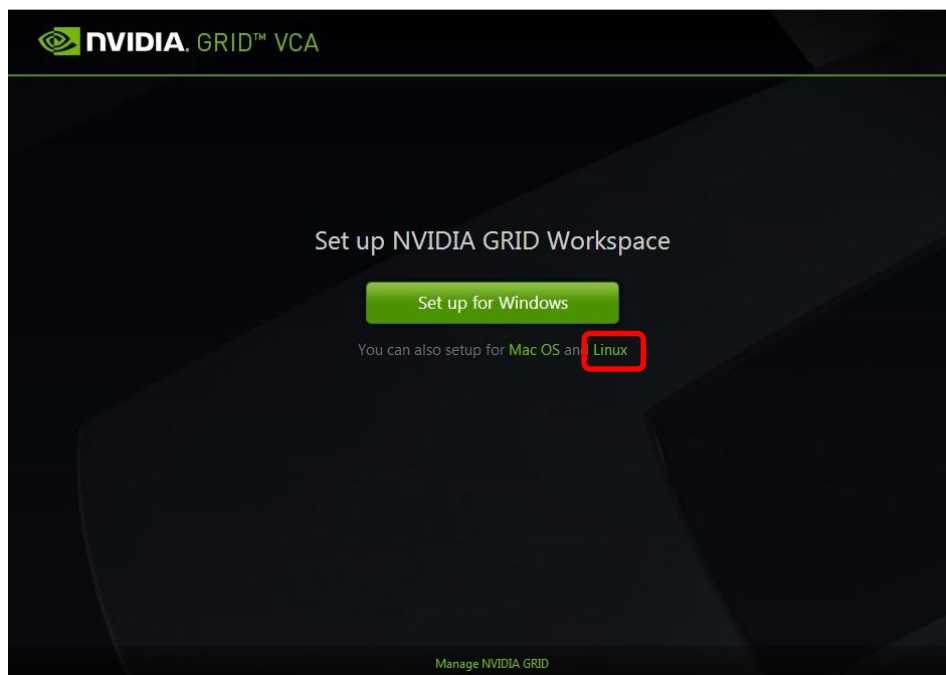 NVIDIA. GRID™ VCA
Set up NVIDIA GRID Workspace
Set up for Windows
You can also setup for Mac OS and Linux
Manage NVIDIA GRID